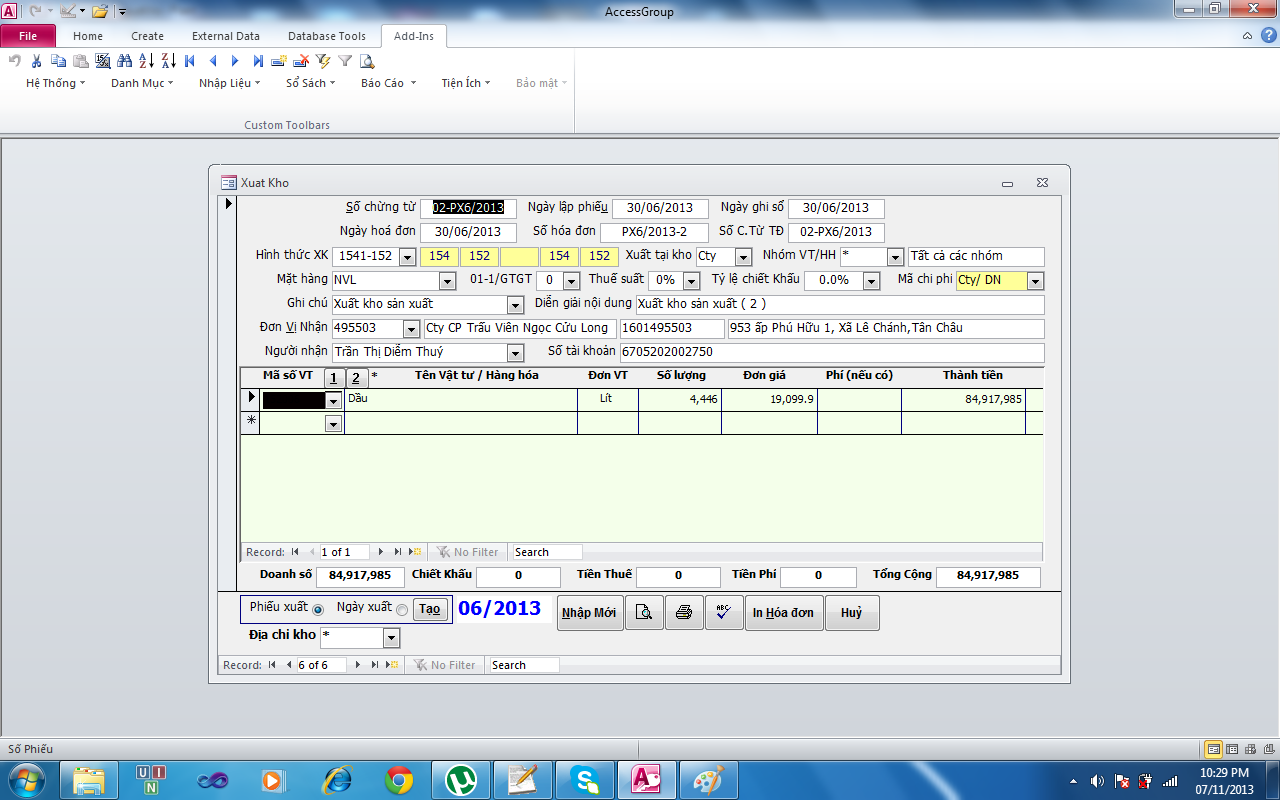 AccessGroup
File Home Create External Data Database Tools Add-Ins
Hệ Thống Danh Mục Nhập Liệu Sổ Sách Báo Cáo Tiện Ích Bảo mật
Custom Toolbars
Xuat Kho
Số chừng từ 02-PX6/2013 Ngày lập phiếu 30/06/2013 Ngày ghi sổ 30/06/2013
Ngày hoá đơn 30/06/2013 Số hóa đơn PX6/2013-2 Số C.Từ TĐ 02-PX6/2013
Hình thức XK 1541-152 154 152 154 152 Xuất tại kho Cty Nhóm VT/HH * Tất cả các nhóm
Mặt hàng NVL 01-1/GTGT 0 Thuế suất 0% Tỷ lệ chiết Khấu 0.0% Mã chi phi Cty/ DN
Ghi chú Xuất kho sản xuất Diễn giải nội dung Xuất kho sản xuất ( 2 )
Đơn Vị Nhận 495503 Cty CP Trấu Viên Ngọc Cửu Long 1601495503 953 ấp Phú Hữu 1, Xã Lê Chánh,Tân Châu
Người nhận Trần Thị Diễm Thuý Số tài khoản 6705202002750
Mã số VT 1 2 * Tên Vật tư / Hàng hóa Đơn VT Số lượng Đơn giá Phí (nếu có) Thành tiền
Dầu Lít 4,446 19,099.9 84,917,985
Record: 1 of 1 No Filter Search
Doanh số 84,917,985 Chiết Khấu 0 Tiền Thuế 0 Tiền Phí 0 Tổng Cộng 84,917,985
Phiếu xuất Ngày xuất Tạo 06/2013 Nhập Mới ABC In Hóa đơn Huỷ
Địa chỉ kho *
Record: 6 of 6 No Filter Search
Số Phiếu
U I N
10:29 PM
07/11/2013